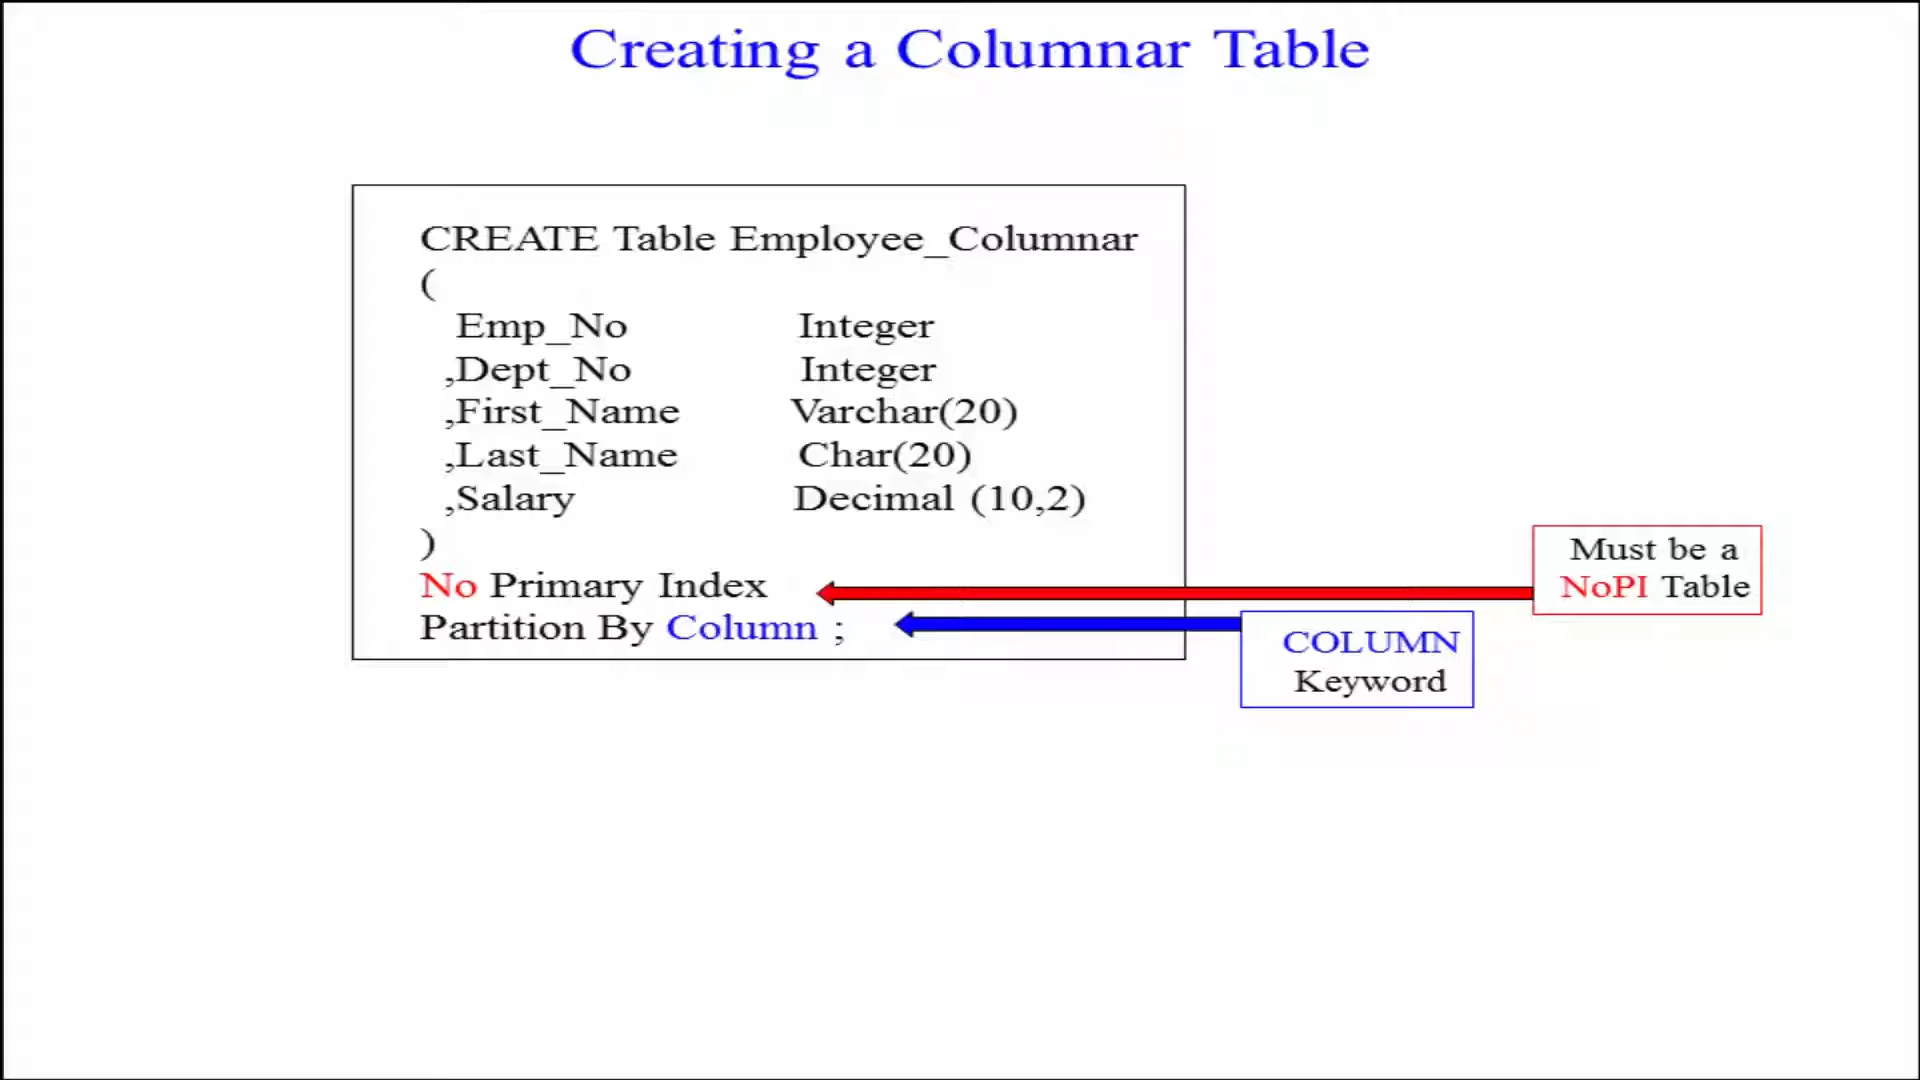 Creating a Columnar Table
CREATE Table Employee_Columnar
(
Emp_No Integer
,Dept_No Integer
,First_Name Varchar(20)
,Last_Name Char(20)
,Salary Decimal (10,2)
)
No Primary Index
Partition By Column ;
Must be a
NoPI Table
COLUMN
Keyword